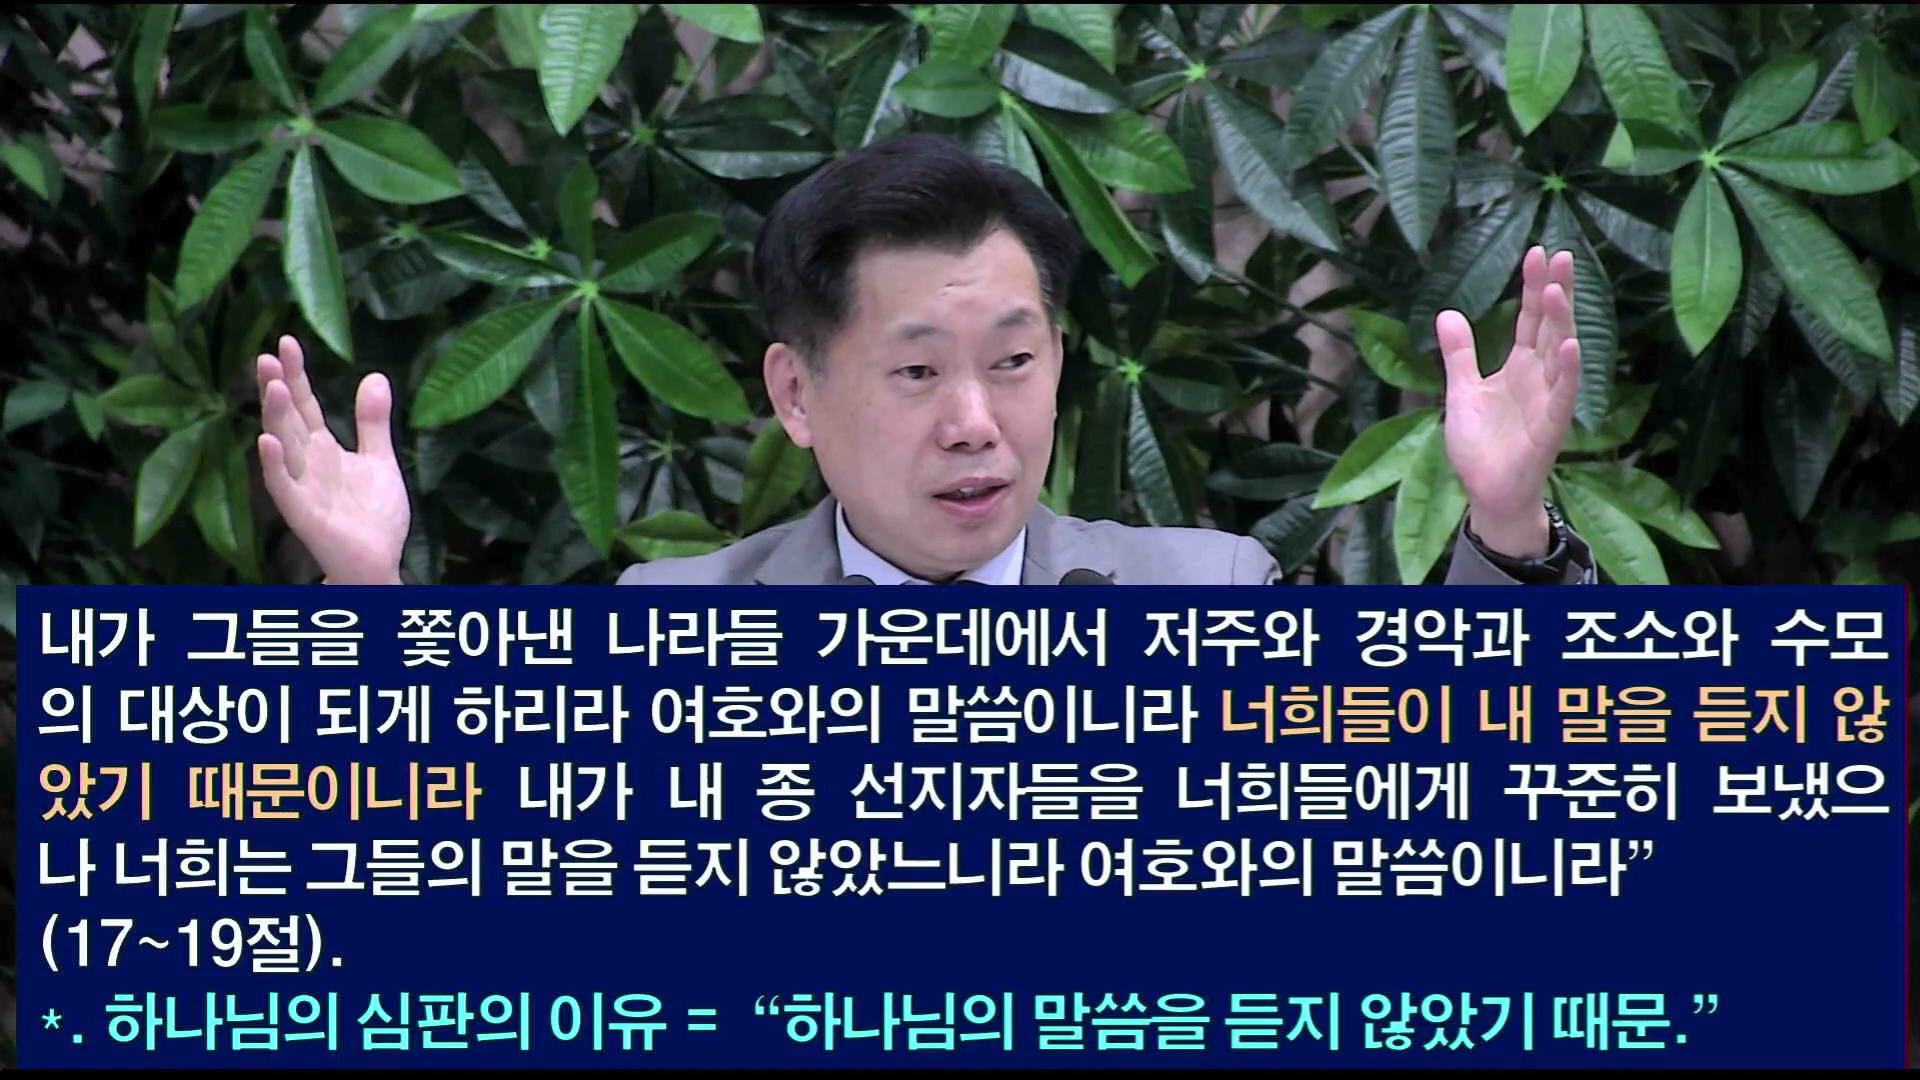 내가 그들을 쫓아낸 나라들 가운데에서 저주와 경악과 조소와 수모
의 대상이 되게 하리라 여호와의 말씀이니라 너희들이 내 말을 듣지 않
았기 때문이니라 내가 내 종 선지자들을 너희들에게 꾸준히 보냈으
나 너희는 그들의 말을 듣지 않았느니라 여호와의 말씀이니라”
(17~19절).
*. 하나님의 심판의 이유 = “하나님의 말씀을 듣지 않았기 때문.”